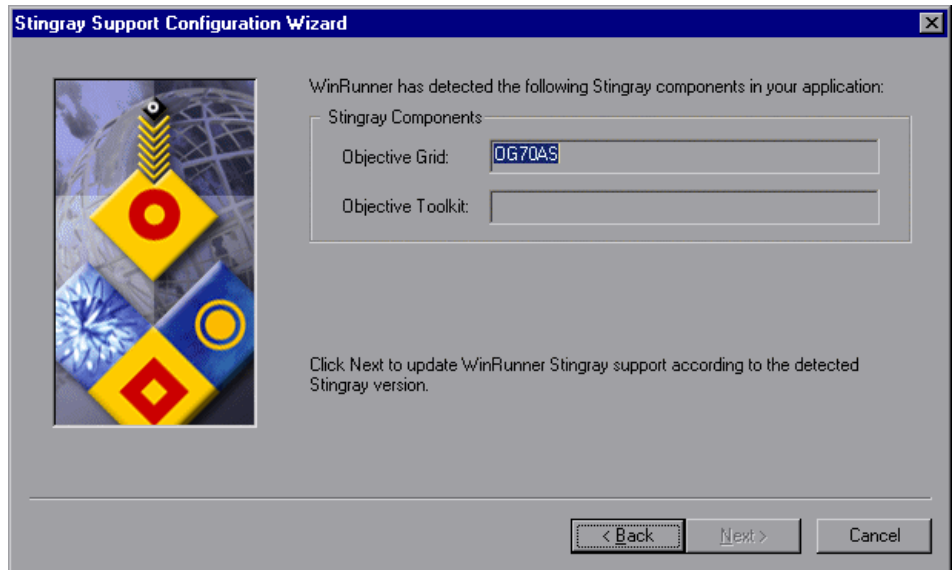 Stingray Support Configuration Wizard
WinRunner has detected the following Stingray components in your application:
Stingray Components
Objective Grid: OG70AS
Objective Toolkit:
Click Next to update WinRunner Stingray support according to the detected
Stingray version.
< Back Next > Cancel